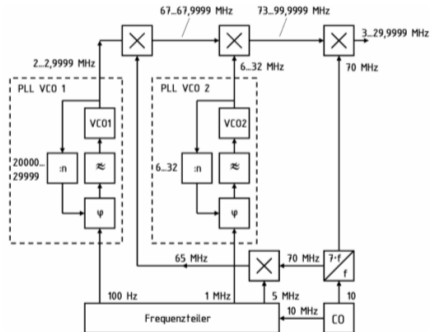 67...67,9999 MHz
73...99,9999 MHz
3...29,9999 MHz
2...2,9999 MHz
6...32 MHz
70 MHz
PLL VCO 1
PLL VCO 2
VCO1
VCO2
20000...
29999
:n
6...32
:n
φ
φ
65 MHz
70 MHz
7·f
f
100 Hz
1 MHz
5 MHz
10 MHz
10
Frequenzteiler
CO